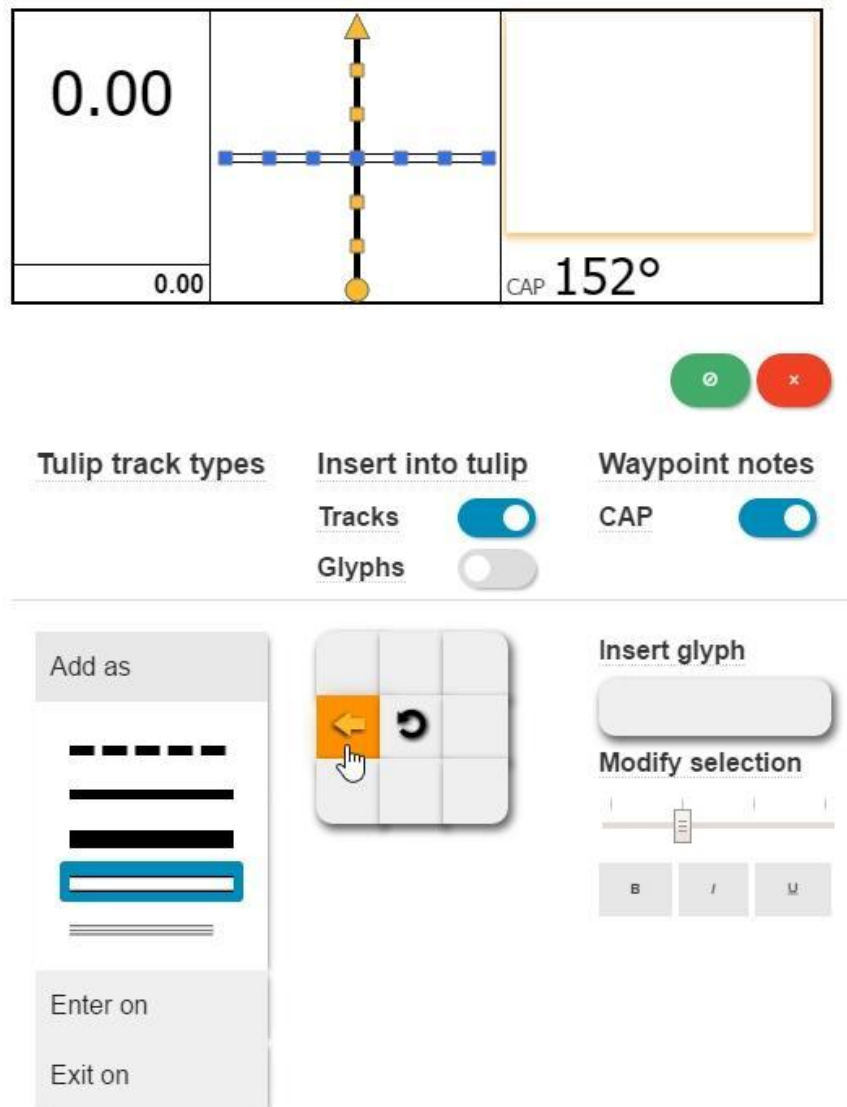 0.00
0.00
CAP 152°
Tulip track types
Insert into tulip
Waypoint notes
Tracks
CAP
Glyphs
Add as
Insert glyph
Modify selection
B I U
Enter on
Exit on